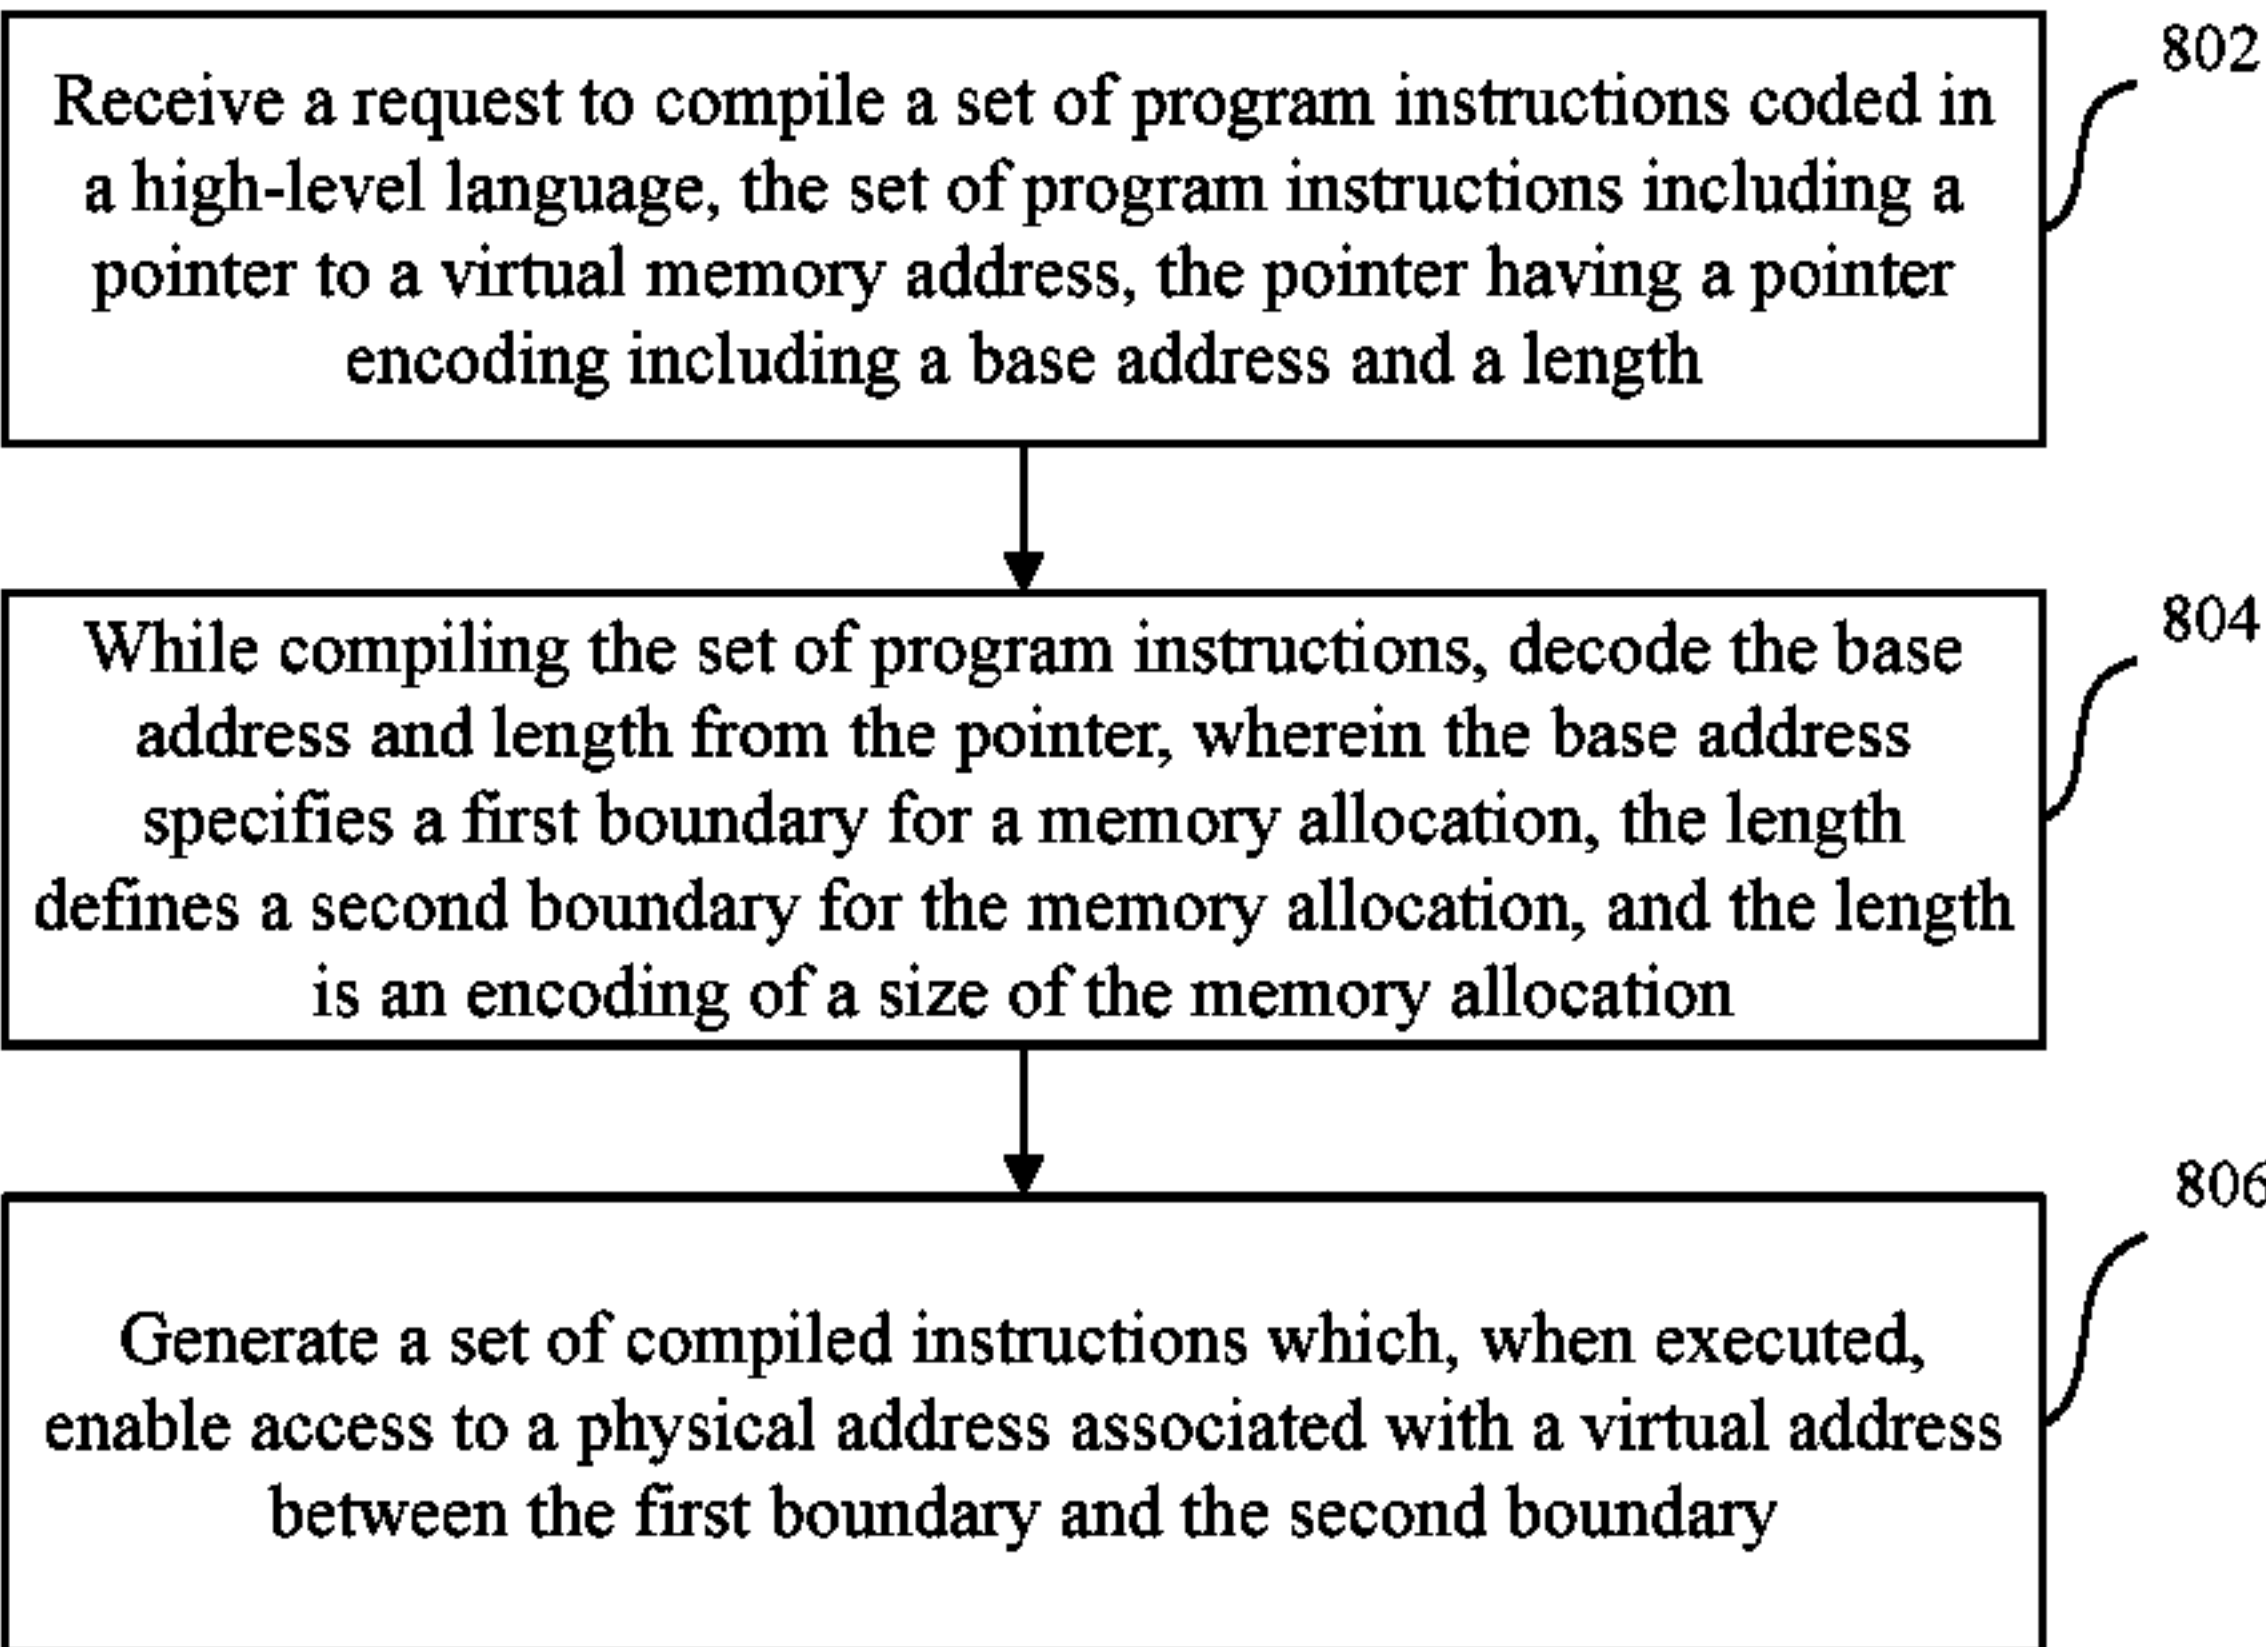 802
Receive a request to compile a set of program instructions coded in
a high-level language, the set of program instructions including a
pointer to a virtual memory address, the pointer having a pointer
encoding including a base address and a length
804
While compiling the set of program instructions, decode the base
address and length from the pointer, wherein the base address
specifies a first boundary for a memory allocation, the length
defines a second boundary for the memory allocation, and the length
is an encoding of a size of the memory allocation
806
Generate a set of compiled instructions which, when executed,
enable access to a physical address associated with a virtual address
between the first boundary and the second boundary